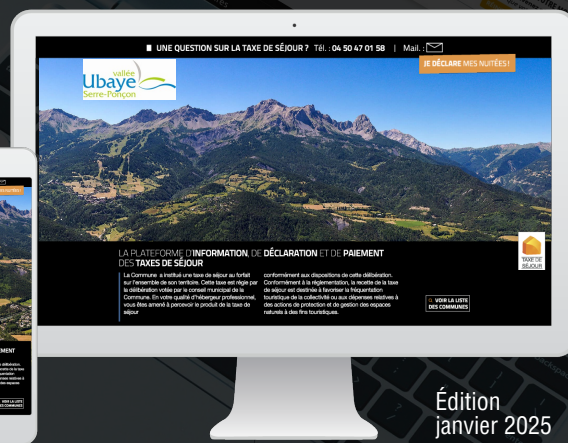 UNE QUESTION SUR LA TAXE DE SÉJOUR ? Tél. : 04 50 47 01 58 | Mail. :
JE DÉCLARE MES NUITÉES !
vallée
Ubaye
Serre-Ponçon
LA PLATEFORME D'INFORMATION, DE DÉCLARATION ET DE PAIEMENT
DES TAXES DE SÉJOUR
La Commune a institué une taxe de séjour au forfait
sur l'ensemble de son territoire. Cette taxe est régie par
la délibération votée par le conseil municipal de la
Commune. En votre qualité d'hébergeur professionnel,
vous êtes amené à percevoir le produit de la taxe de
séjour
conformément aux dispositions de cette délibération.
Conformément à la réglementation, la recette de la taxe
de séjour est destinée à favoriser la fréquentation
touristique de la collectivité ou aux dépenses relatives à
des actions de protection et de gestion des espaces
naturels à des fins touristiques.
TAXE DE
SÉJOUR
VOIR LA LISTE
DES COMMUNES
Édition
janvier 2025